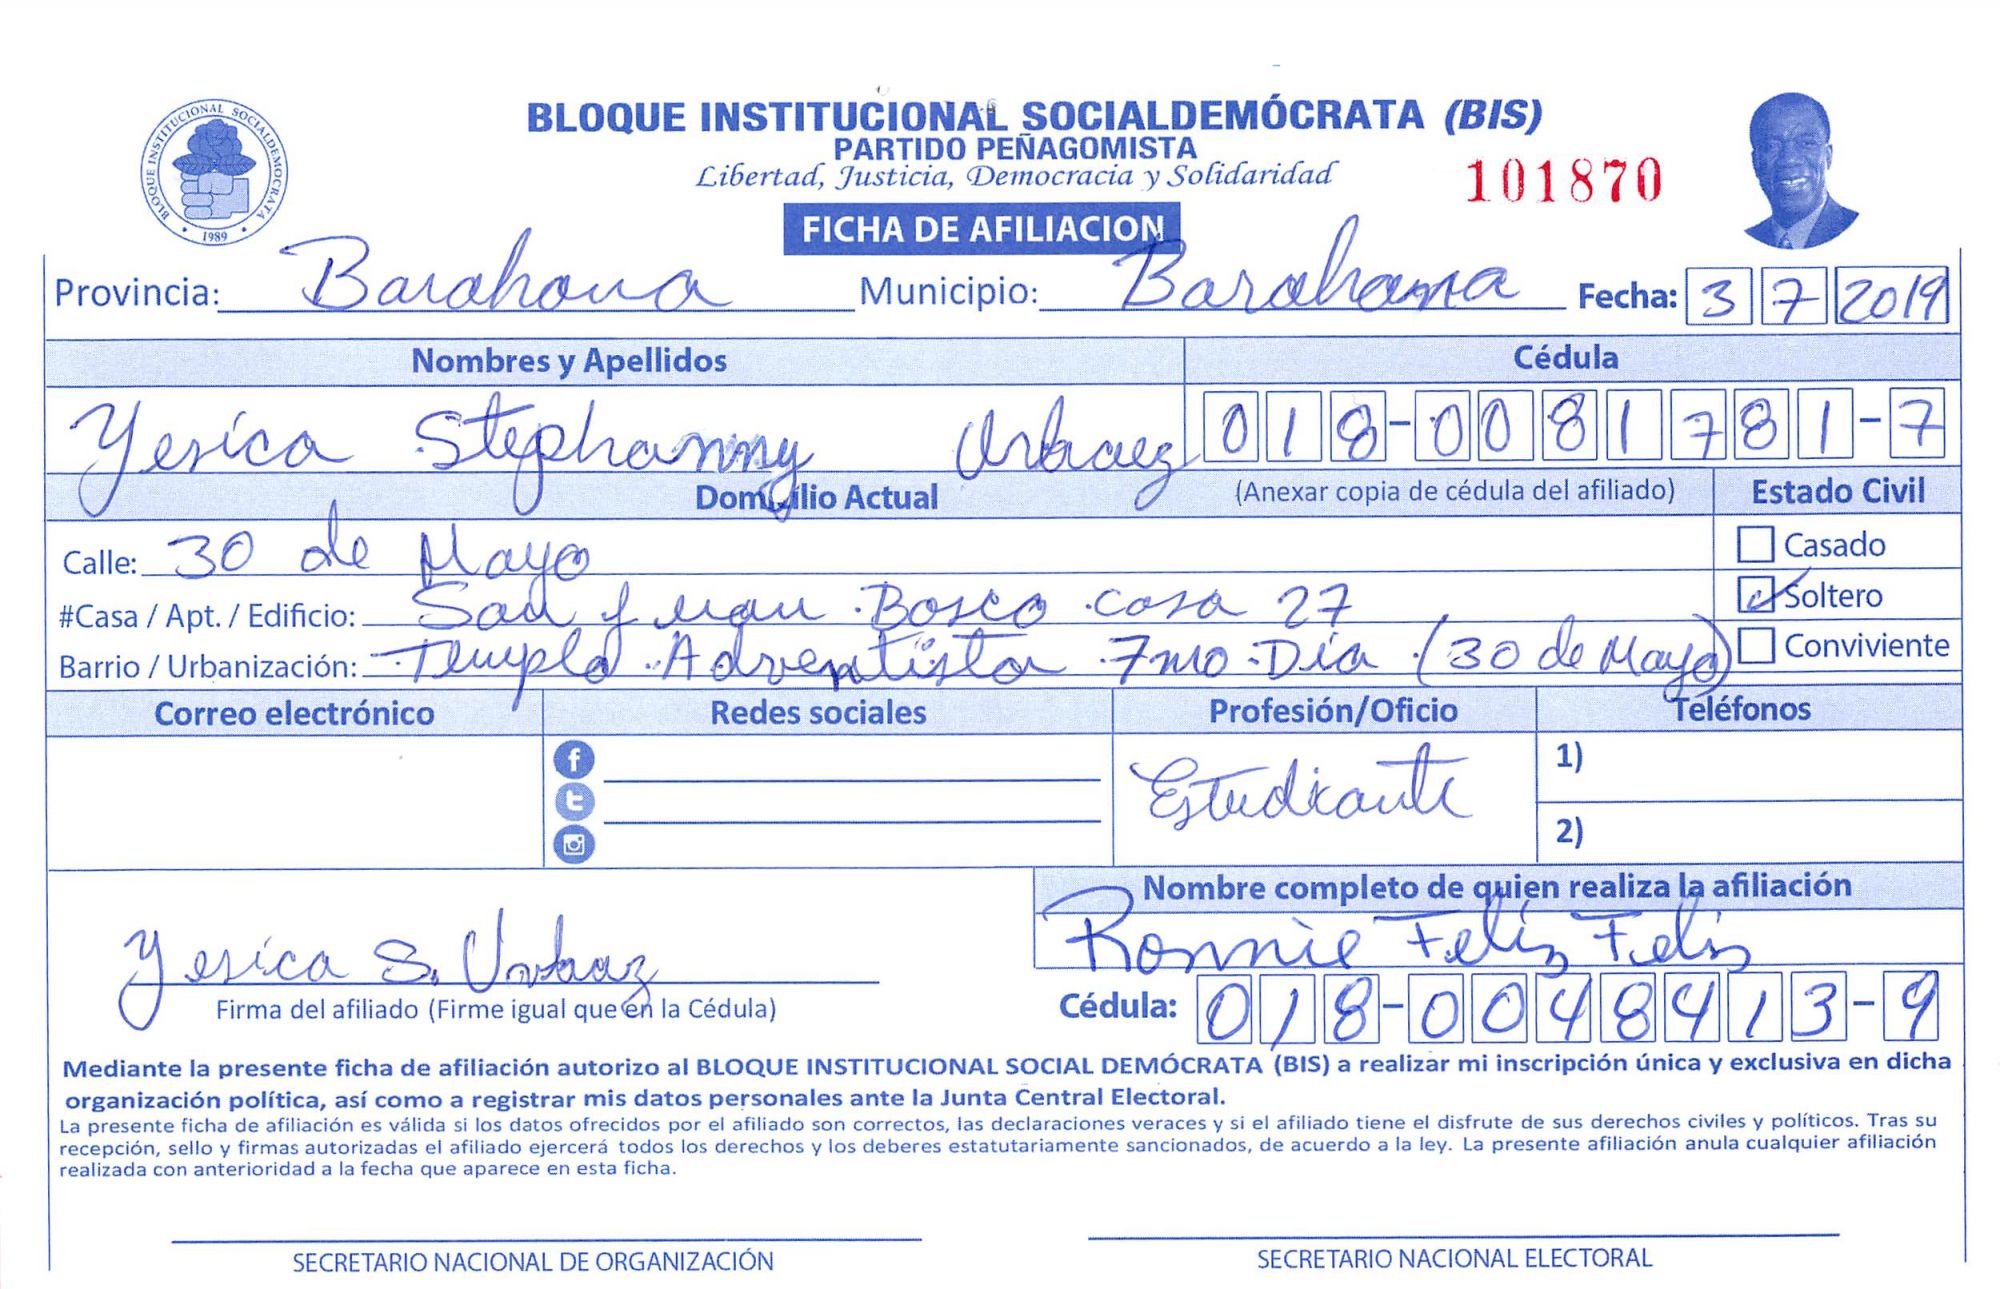 BLOQUE INSTITUCIONAL SOCIALDEMÓCRATA
1989
BLOQUE INSTITUCIONAL SOCIALDEMÓCRATA (BIS)
PARTIDO PEÑAGOMISTA
Libertad, Justicia, Democracia y Solidaridad
101870
FICHA DE AFILIACION
Provincia: Barahona Municipio: Barahona Fecha: 3 7 2019
Nombres y Apellidos Cédula
Yesica Stephanny Urbaez 018-0081781-7
Domicilio Actual (Anexar copia de cédula del afiliado) Estado Civil
Calle: 30 de Mayo Casado
#Casa / Apt. / Edificio: San Juan Bosco casa 27 Soltero
Barrio / Urbanización: Templo Adventista 7mo Dia (30 de Mayo) Conviviente
Correo electrónico Redes sociales Profesión/Oficio Teléfonos
Estudiante 1)
2)
Nombre completo de quien realiza la afiliación
Yesica S. Urbaez Ronnie Feliz Feliz
Firma del afiliado (Firme igual que en la Cédula) Cédula: 018-0048413-9
Mediante la presente ficha de afiliación autorizo al BLOQUE INSTITUCIONAL SOCIAL DEMÓCRATA (BIS) a realizar mi inscripción única y exclusiva en dicha
organización política, así como a registrar mis datos personales ante la Junta Central Electoral.
La presente ficha de afiliación es válida si los datos ofrecidos por el afiliado son correctos, las declaraciones veraces y si el afiliado tiene el disfrute de sus derechos civiles y políticos. Tras su
recepción, sello y firmas autorizadas el afiliado ejercerá todos los derechos y los deberes estatutariamente sancionados, de acuerdo a la ley. La presente afiliación anula cualquier afiliación
realizada con anterioridad a la fecha que aparece en esta ficha.
SECRETARIO NACIONAL DE ORGANIZACIÓN SECRETARIO NACIONAL ELECTORAL